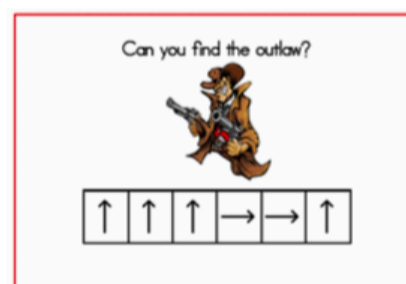 Can you find the outlaw?
↑ ↑ ↑ → → ↑